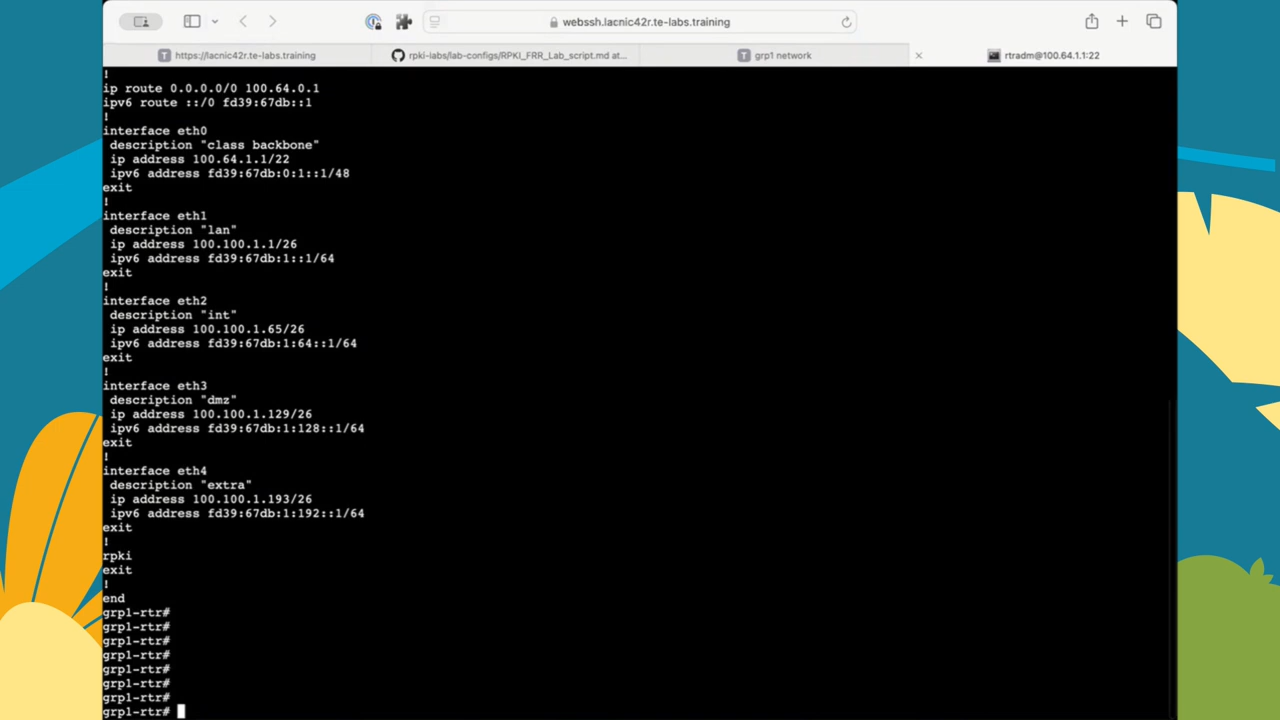 webssh.lacnic42r.te-labs.training
https://lacnic42r.te-labs.training
rpki-labs/lab-configs/RPKI_FRR_Lab_script.md at...
T grp1 network
rtradm@100.64.1.1:22
!
ip route 0.0.0.0/0 100.64.0.1
ipv6 route ::/0 fd39:67db::1
!
interface eth0
 description "class backbone"
 ip address 100.64.1.1/22
 ipv6 address fd39:67db:0:1::1/48
exit
!
interface eth1
 description "lan"
 ip address 100.100.1.1/26
 ipv6 address fd39:67db:1::1/64
exit
!
interface eth2
 description "int"
 ip address 100.100.1.65/26
 ipv6 address fd39:67db:1:64::1/64
exit
!
interface eth3
 description "dmz"
 ip address 100.100.1.129/26
 ipv6 address fd39:67db:1:128::1/64
exit
!
interface eth4
 description "extra"
 ip address 100.100.1.193/26
 ipv6 address fd39:67db:1:192::1/64
exit
!
rpki
exit
!
end
grp1-rtr#
grp1-rtr#
grp1-rtr#
grp1-rtr#
grp1-rtr#
grp1-rtr#
grp1-rtr#
grp1-rtr#